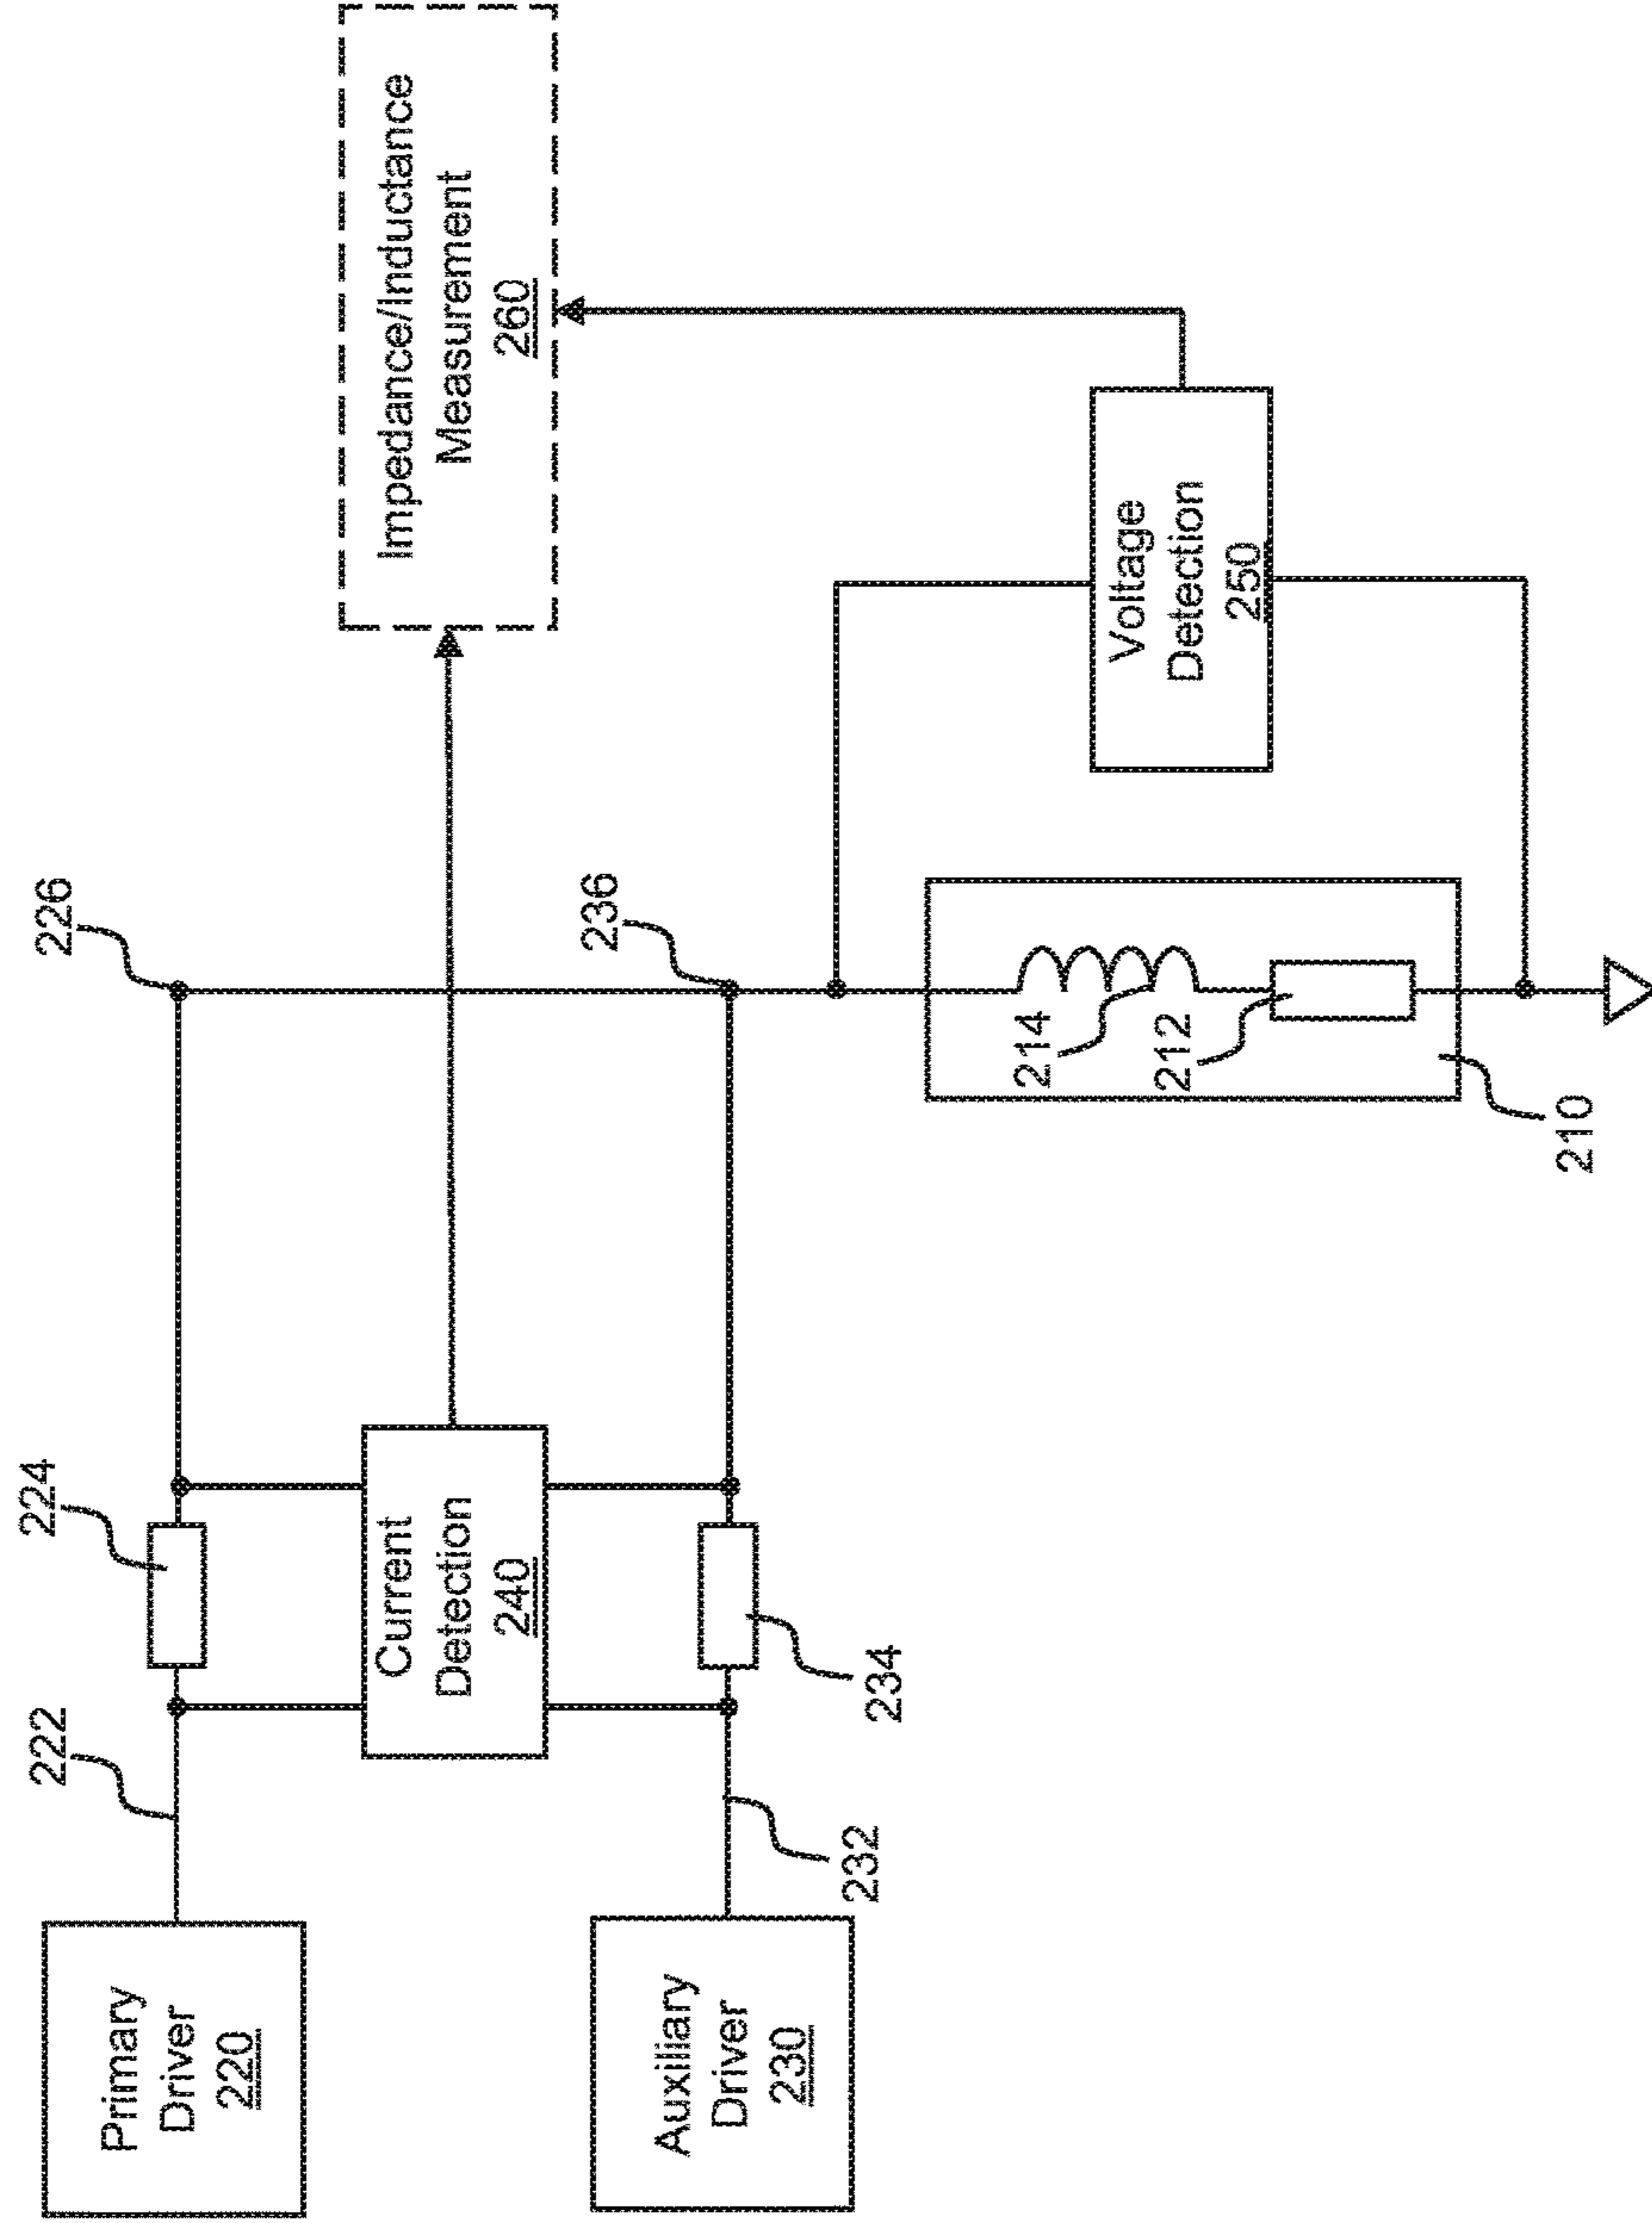 Primary
Driver
220
222
224
226
Current
Detection
240
Impedance/Inductance
Measurement
260
Auxiliary
Driver
230
232
234
236
214
212
210
Voltage
Detection
250